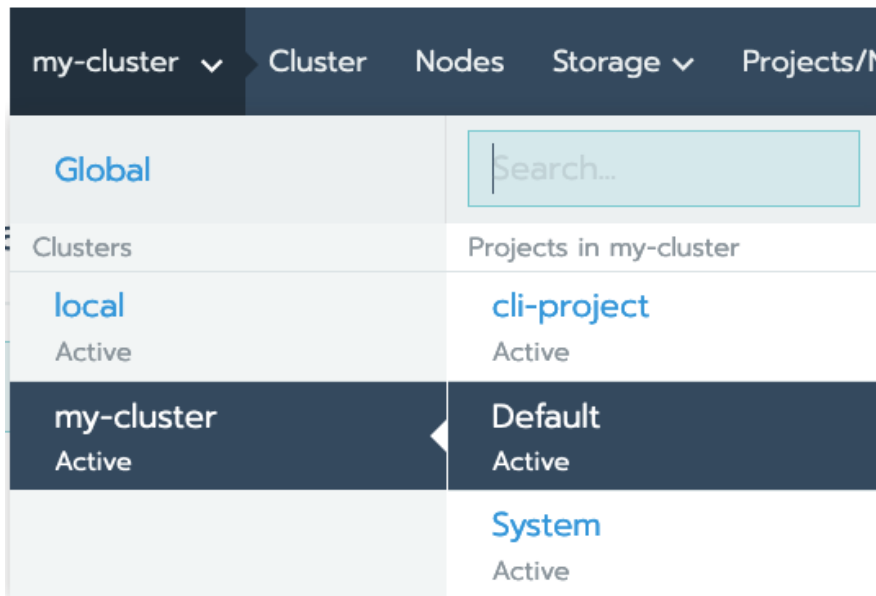 my-cluster Cluster Nodes Storage Projects/
Global Search...
Clusters Projects in my-cluster
local cli-project
Active Active
my-cluster Default
Active Active
System
Active